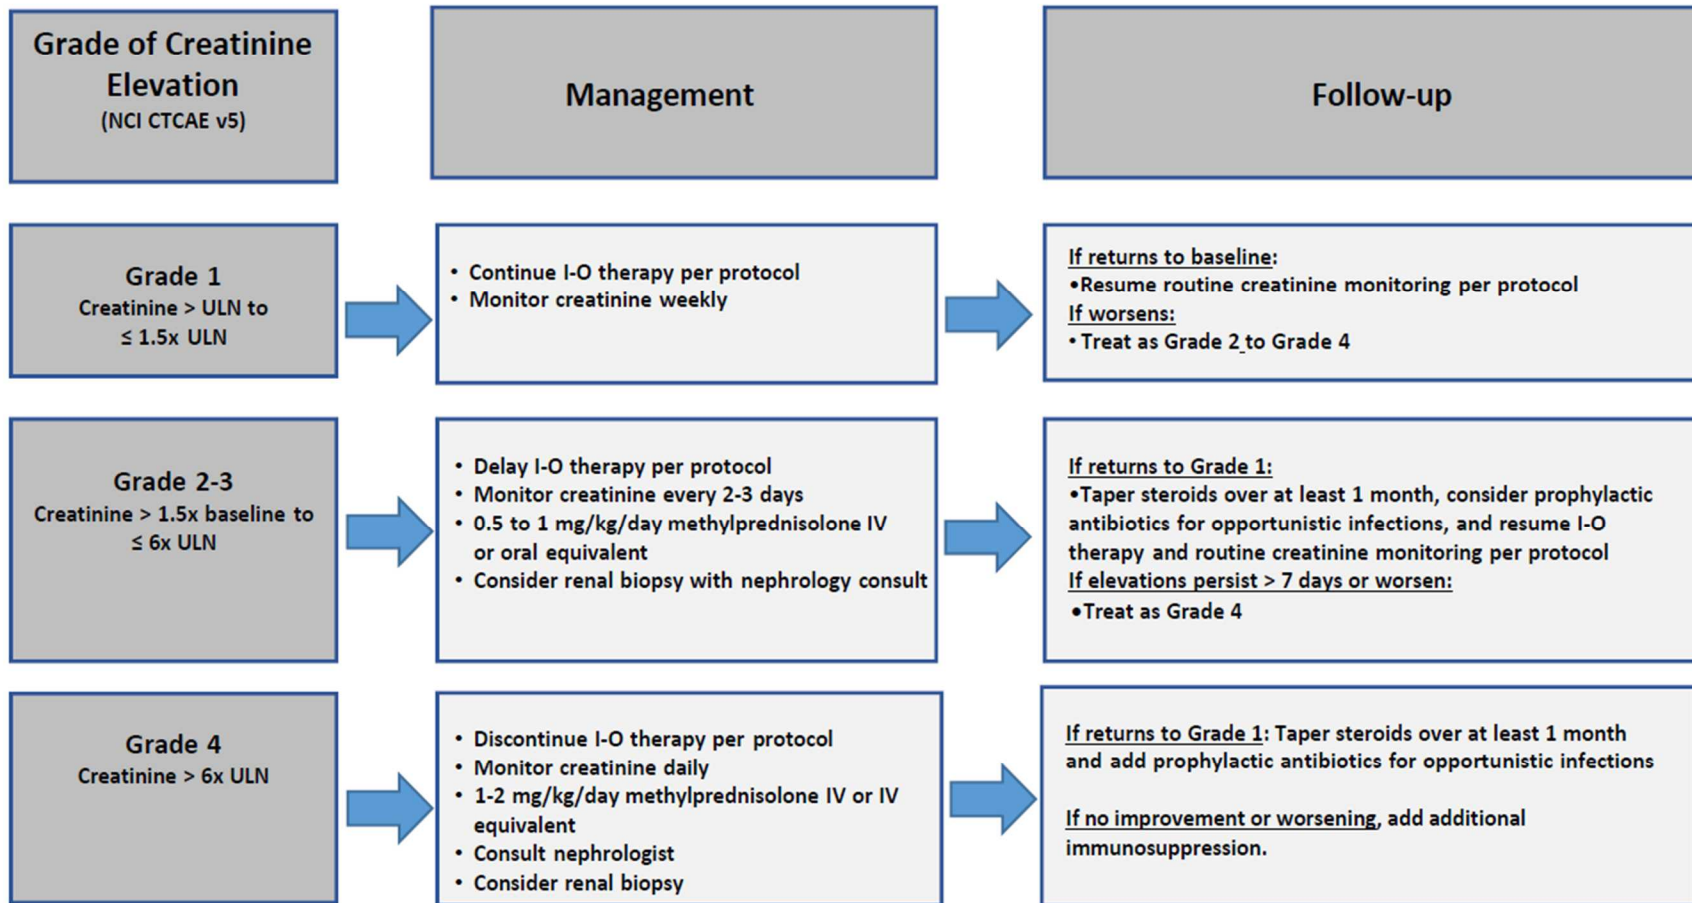 Grade of Creatinine
Elevation
(NCI CTCAE v5)
Management
Follow-up
Grade 1
Creatinine > ULN to
≤ 1.5x ULN
• Continue I-O therapy per protocol
• Monitor creatinine weekly
If returns to baseline:
•Resume routine creatinine monitoring per protocol
If worsens:
• Treat as Grade 2 to Grade 4
Grade 2-3
Creatinine > 1.5x baseline to
≤ 6x ULN
• Delay I-O therapy per protocol
• Monitor creatinine every 2-3 days
• 0.5 to 1 mg/kg/day methylprednisolone IV
or oral equivalent
• Consider renal biopsy with nephrology consult
If returns to Grade 1:
•Taper steroids over at least 1 month, consider prophylactic
antibiotics for opportunistic infections, and resume I-O
therapy and routine creatinine monitoring per protocol
If elevations persist > 7 days or worsen:
•Treat as Grade 4
Grade 4
Creatinine > 6x ULN
• Discontinue I-O therapy per protocol
• Monitor creatinine daily
• 1-2 mg/kg/day methylprednisolone IV or IV
equivalent
• Consult nephrologist
• Consider renal biopsy
If returns to Grade 1: Taper steroids over at least 1 month
and add prophylactic antibiotics for opportunistic infections
If no improvement or worsening, add additional
immunosuppression.